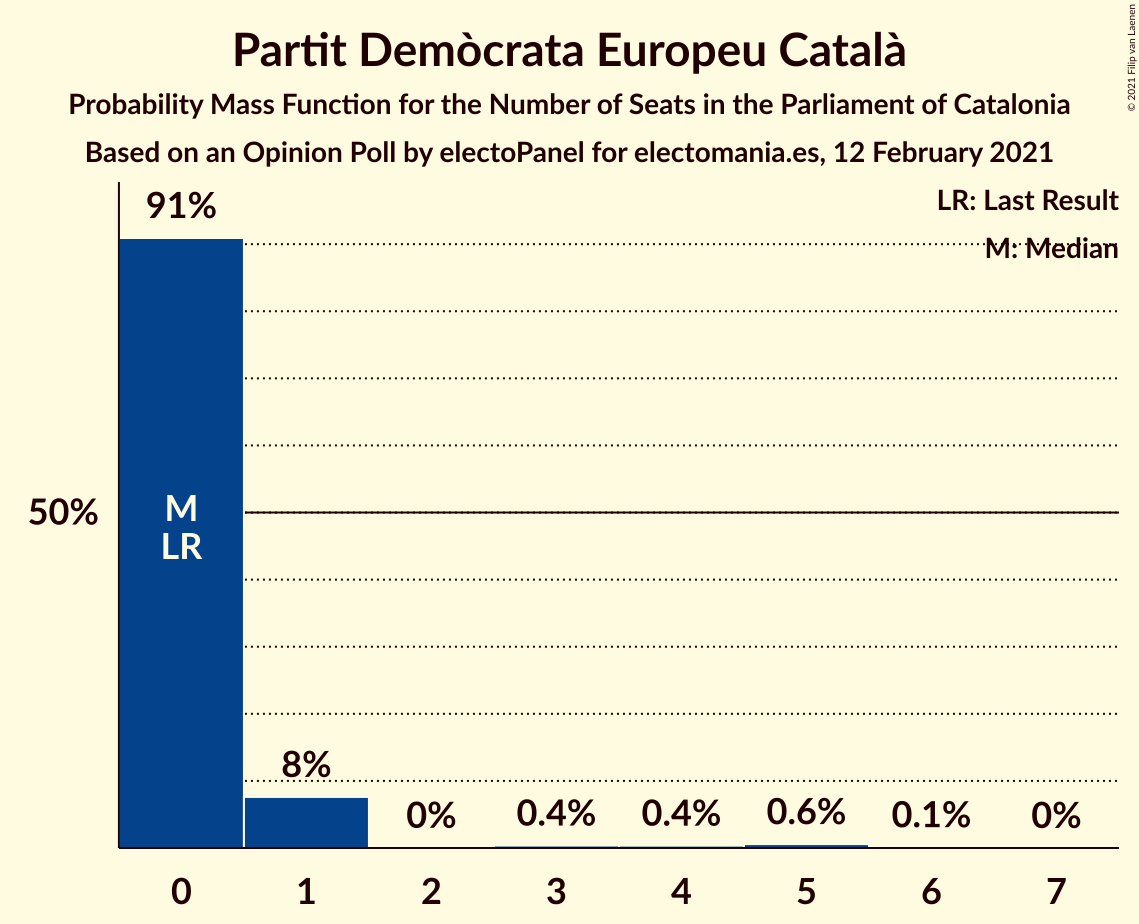 Partit Demòcrata Europeu Català
Probability Mass Function for the Number of Seats in the Parliament of Catalonia
Based on an Opinion Poll by electoPanel for electomania.es, 12 February 2021
© 2021 Filip van Laenen
LR: Last Result
M: Median
91%
50%
M
LR
8%
0%
0.4%
0.4%
0.6%
0.1%
0%
0 1 2 3 4 5 6 7